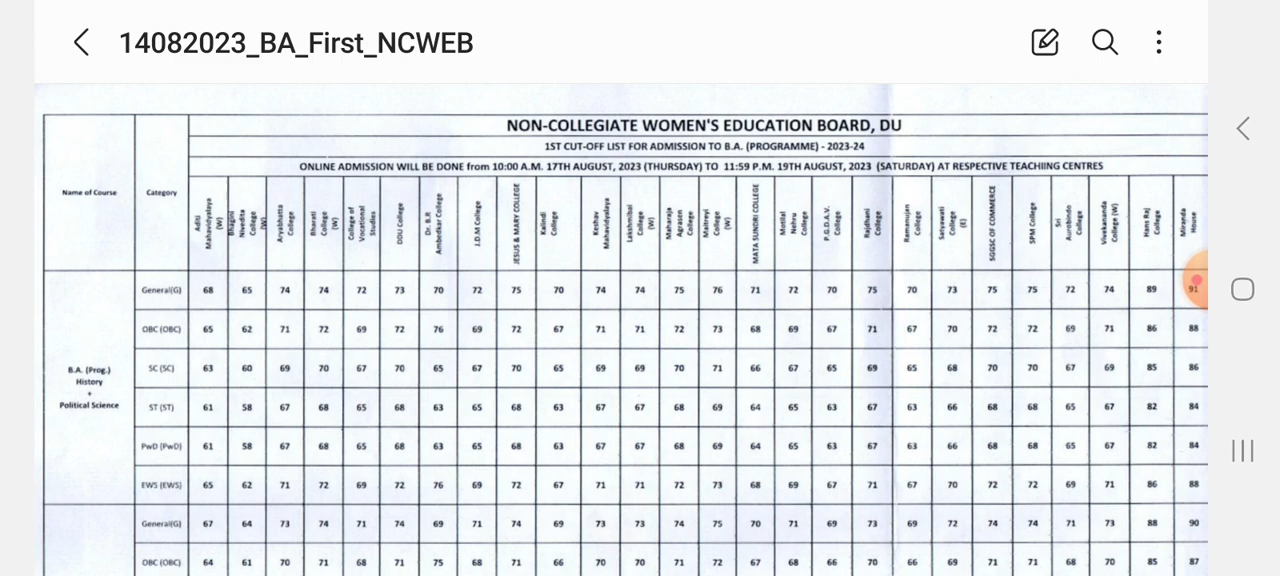 14082023_BA_First_NCWEB
NON-COLLEGIATE WOMEN'S EDUCATION BOARD, DU
1ST CUT-OFF LIST FOR ADMISSION TO B.A. (PROGRAMME) - 2023-24
ONLINE ADMISSION WILL BE DONE from 10:00 A.M. 17TH AUGUST, 2023 (THURSDAY) TO 11:59 P.M. 19TH AUGUST, 2023 (SATURDAY) AT RESPECTIVE TEACHIING CENTRES
Name of Course
Category
Aditi Mahavidyalaya (W)
Bhagini Nivedita College (W)
Aryabhatta College
Bharati College (W)
College of Vocational Studies
DDU College
Dr. B.R Ambedkar College
J.D.M College
JESUS & MARY COLLEGE
Kalindi College
Keshav Mahavidyalaya
Lakshmibai College (W)
Maharaja Agrasen College
Maitreyi College (W)
MATA SUNDRI COLLEGE
Motilal Nehru College
P.G.D.A.V. College
Rajdhani College
Ramanujan College
Satyawati College (E)
SGGSC OF COMMERCE
SPM College
Sri Aurobindo College
Vivekananda College (W)
Hans Raj College
Miranda House
B.A. (Prog.)
History
+
Political Science
General(G) 68 65 74 74 72 73 70 72 75 70 74 74 75 76 71 72 70 75 70 73 75 75 72 74 89 91
OBC (OBC) 65 62 71 72 69 72 76 69 72 67 71 71 72 73 68 69 67 71 67 70 72 72 69 71 86 88
SC (SC) 63 60 69 70 67 70 65 67 70 65 69 69 70 71 66 67 65 69 65 68 70 70 67 69 85 86
ST (ST) 61 58 67 68 65 68 63 65 68 63 67 67 68 69 64 65 63 67 63 66 68 68 65 67 82 84
PwD (PwD) 61 58 67 68 65 68 63 65 68 63 67 67 68 69 64 65 63 67 63 66 68 68 65 67 82 84
EWS (EWS) 65 62 71 72 69 72 76 69 72 67 71 71 72 73 68 69 67 71 67 70 72 72 69 71 86 88
General(G) 67 64 73 74 71 74 69 71 74 69 73 73 74 75 70 71 69 73 69 72 74 74 71 73 88 90
OBC (OBC) 64 61 70 71 68 71 75 68 71 66 70 70 71 72 67 68 66 70 66 69 71 71 68 70 85 87